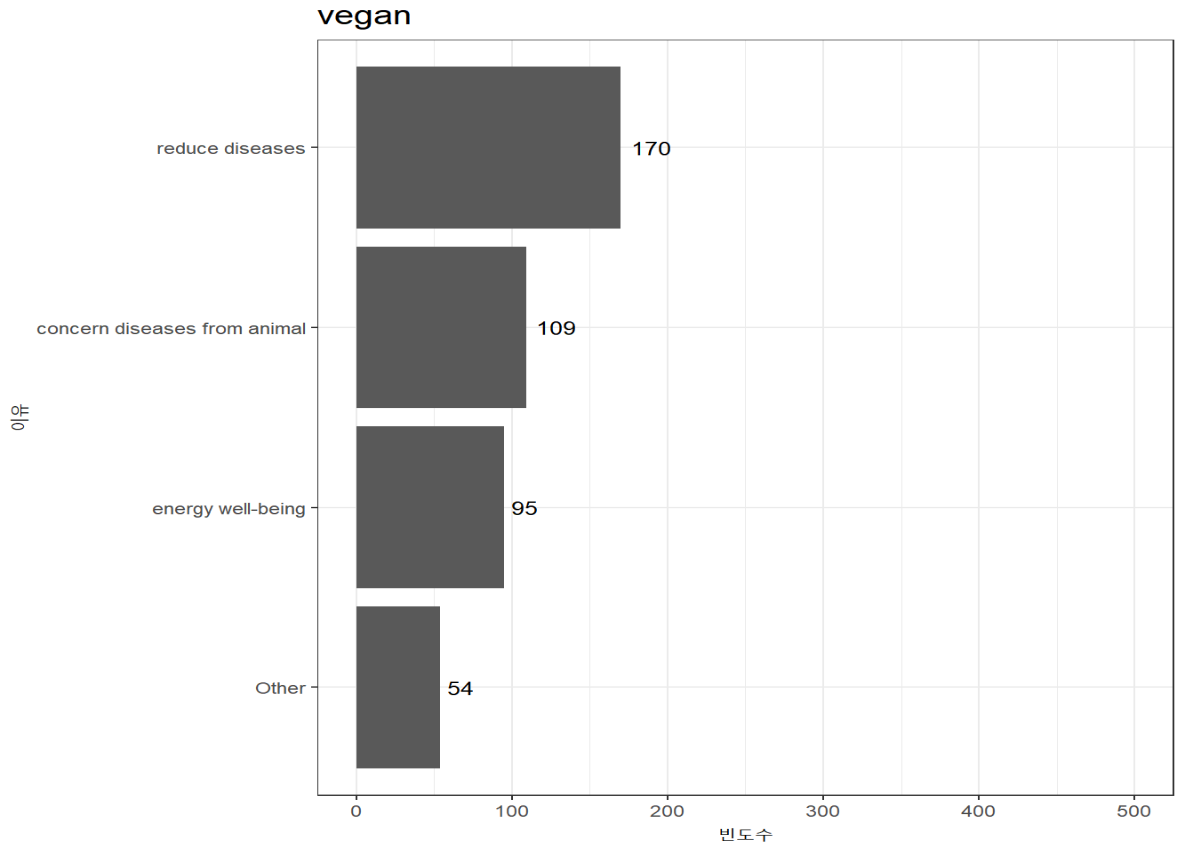 vegan
reduce diseases
170
concern diseases from animal
109
이유
energy well-being
95
Other
54
0 100 200 300 400 500
빈도수